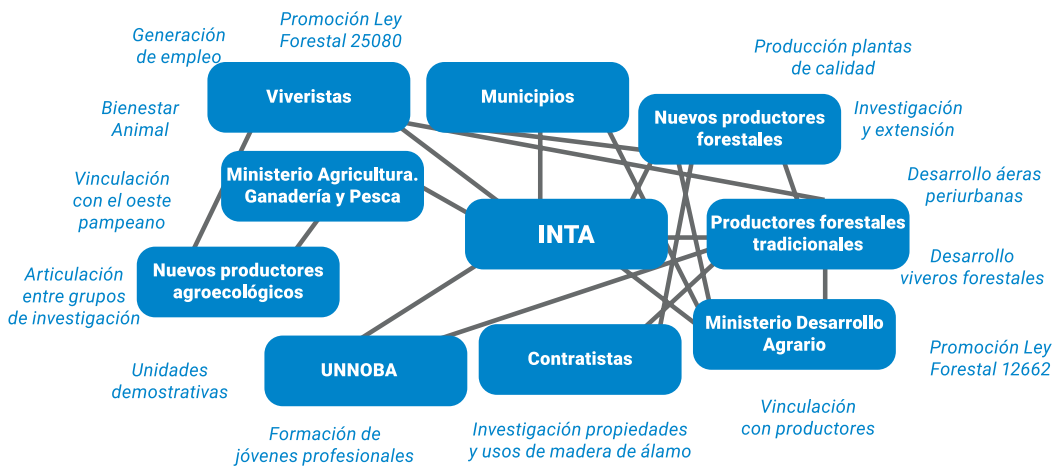 Generación
de empleo
Promoción Ley
Forestal 25080
Producción plantas
de calidad
Viveristas
Municipios
Nuevos productores
forestales
Investigación
y extensión
Bienestar
Animal
Ministerio Agricultura.
Ganadería y Pesca
Vinculación
con el oeste
pampeano
INTA
Productores forestales
tradicionales
Desarrollo áeras
periurbanas
Nuevos productores
agroecológicos
Articulación
entre grupos
de investigación
Desarrollo
viveros forestales
Ministerio Desarrollo
Agrario
UNNOBA
Contratistas
Promoción Ley
Forestal 12662
Unidades
demostrativas
Formación de
jóvenes profesionales
Investigación propiedades
y usos de madera de álamo
Vinculación
con productores